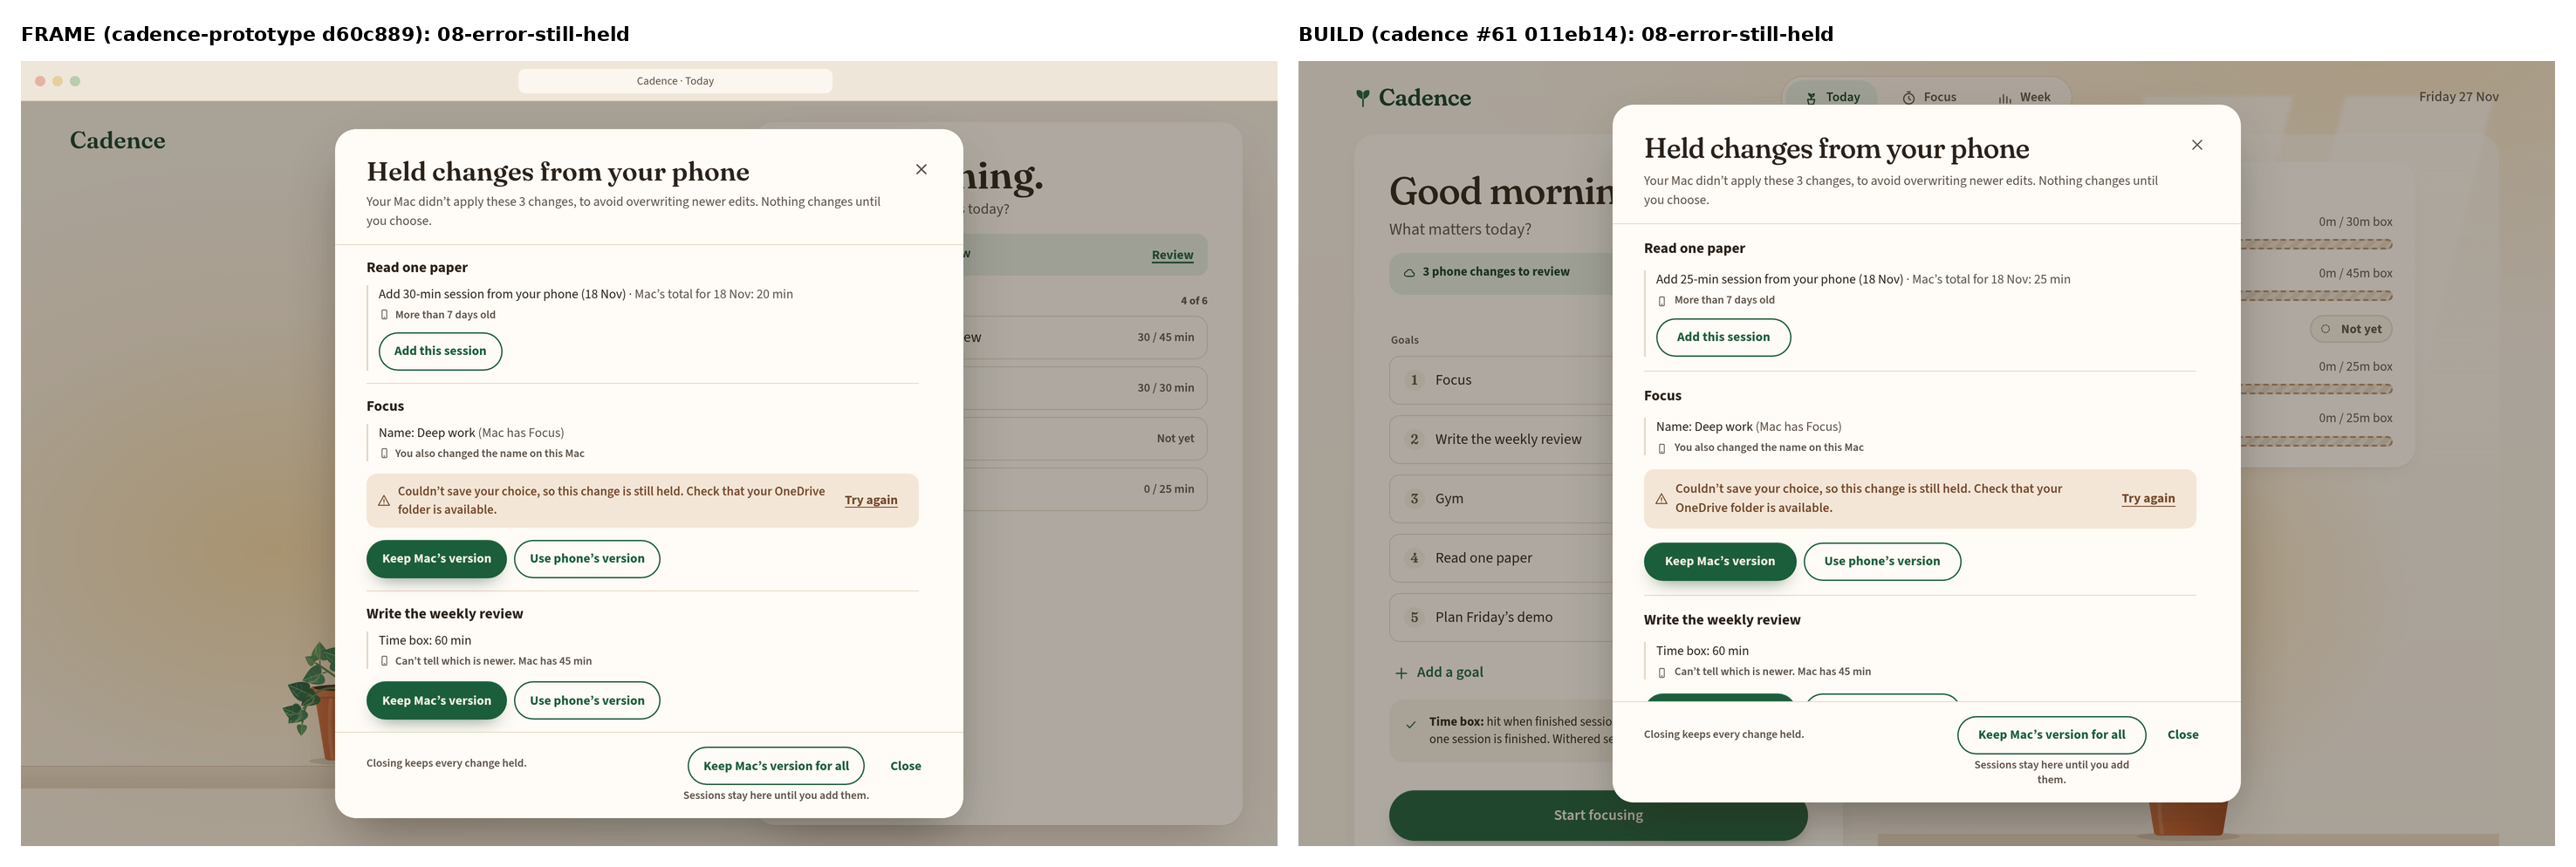 FRAME (cadence-prototype d60c889): 08-error-still-held
Cadence · Today
Cadence
Held changes from your phone
Your Mac didn’t apply these 3 changes, to avoid overwriting newer edits. Nothing changes until
you choose.
Read one paper
Add 30-min session from your phone (18 Nov) · Mac’s total for 18 Nov: 20 min
More than 7 days old
Add this session
Focus
Name: Deep work (Mac has Focus)
You also changed the name on this Mac
Couldn’t save your choice, so this change is still held. Check that your OneDrive
folder is available.
Try again
Keep Mac’s version
Use phone’s version
Write the weekly review
Time box: 60 min
Can’t tell which is newer. Mac has 45 min
Keep Mac’s version
Use phone’s version
Closing keeps every change held.
Keep Mac’s version for all
Close
Sessions stay here until you add them.
ning.
today?
Review
4 of 6
ew
30 / 45 min
30 / 30 min
Not yet
0 / 25 min
BUILD (cadence #61 011eb14): 08-error-still-held
Cadence
Today
Focus
Week
Friday 27 Nov
Good mornin
What matters today?
3 phone changes to review
Goals
1 Focus
2 Write the weekly review
3 Gym
4 Read one paper
5 Plan Friday’s demo
Add a goal
Time box: hit when finished sessio
one session is finished. Withered se
Start focusing
Held changes from your phone
Your Mac didn’t apply these 3 changes, to avoid overwriting newer edits. Nothing changes until
you choose.
Read one paper
Add 25-min session from your phone (18 Nov) · Mac’s total for 18 Nov: 25 min
More than 7 days old
Add this session
Focus
Name: Deep work (Mac has Focus)
You also changed the name on this Mac
Couldn’t save your choice, so this change is still held. Check that your
OneDrive folder is available.
Try again
Keep Mac’s version
Use phone’s version
Write the weekly review
Time box: 60 min
Can’t tell which is newer. Mac has 45 min
Closing keeps every change held.
Keep Mac’s version for all
Close
Sessions stay here until you add
them.
0m / 30m box
0m / 45m box
Not yet
0m / 25m box
0m / 25m box